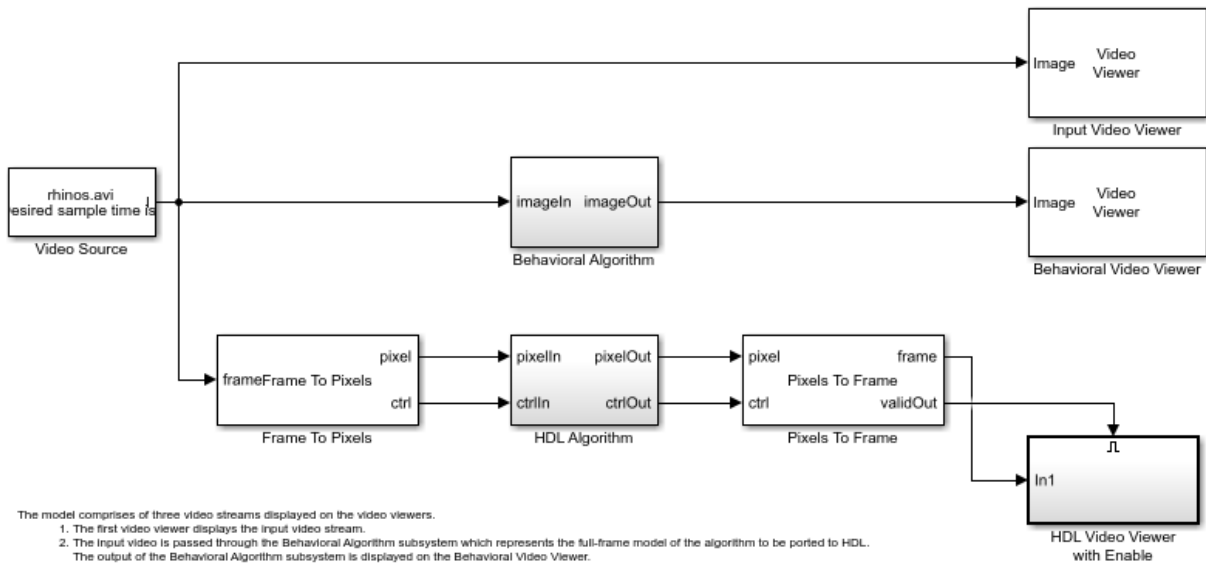 Image
Video
Viewer
Input Video Viewer
rhinos.avi
I
esired sample time is
Video Source
imageIn
imageOut
Behavioral Algorithm
Image
Video
Viewer
Behavioral Video Viewer
frame
Frame To Pixels
pixel
ctrl
Frame To Pixels
pixelIn
pixelOut
ctrlIn
ctrlOut
HDL Algorithm
pixel
frame
Pixels To Frame
ctrl
validOut
Pixels To Frame
In1
HDL Video Viewer
with Enable
The model comprises of three video streams displayed on the video viewers.
1. The first video viewer displays the input video stream.
2. The input video is passed through the Behavioral Algorithm subsystem which represents the full-frame model of the algorithm to be ported to HDL.
The output of the Behavioral Algorithm subsystem is displayed on the Behavioral Video Viewer.